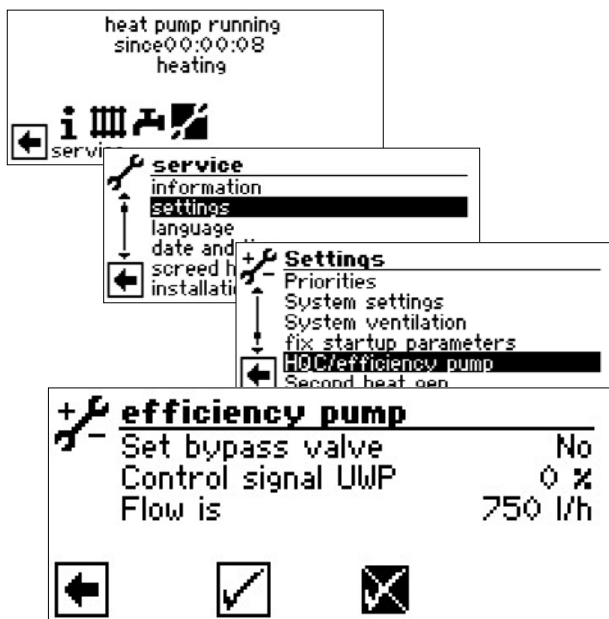 heat pump running
since00:00:08
heating
service
information
settings
language
date and
screed h
installati
Settings
Priorities
System settings
System ventilation
fix startup parameters
HQC/efficiency pump
Second heat gen
efficiency pump
Set bypass valve No
Control signal UWP 0 %
Flow is 750 l/h